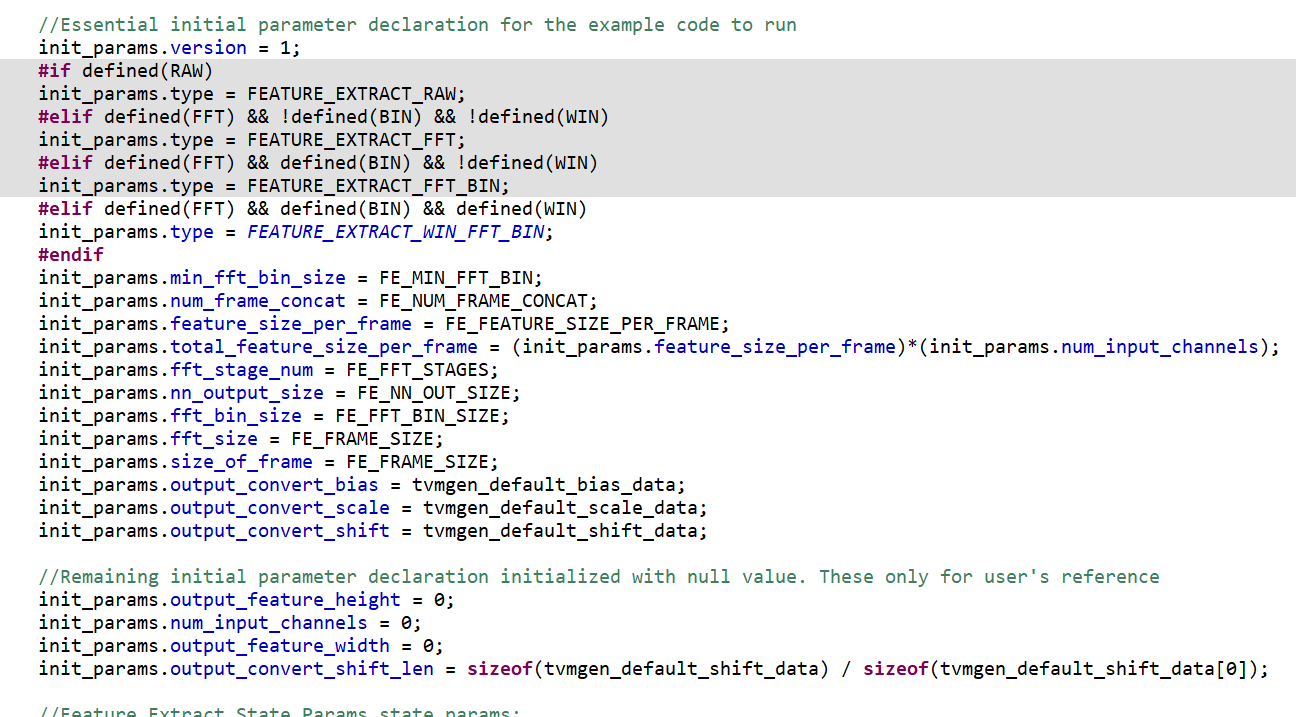 //Essential initial parameter declaration for the example code to run
init_params.version = 1;
#if defined(RAW)
init_params.type = FEATURE_EXTRACT_RAW;
#elif defined(FFT) && !defined(BIN) && !defined(WIN)
init_params.type = FEATURE_EXTRACT_FFT;
#elif defined(FFT) && defined(BIN) && !defined(WIN)
init_params.type = FEATURE_EXTRACT_FFT_BIN;
#elif defined(FFT) && defined(BIN) && defined(WIN)
init_params.type = FEATURE_EXTRACT_WIN_FFT_BIN;
#endif
init_params.min_fft_bin_size = FE_MIN_FFT_BIN;
init_params.num_frame_concat = FE_NUM_FRAME_CONCAT;
init_params.feature_size_per_frame = FE_FEATURE_SIZE_PER_FRAME;
init_params.total_feature_size_per_frame = (init_params.feature_size_per_frame)*(init_params.num_input_channels);
init_params.fft_stage_num = FE_FFT_STAGES;
init_params.nn_output_size = FE_NN_OUT_SIZE;
init_params.fft_bin_size = FE_FFT_BIN_SIZE;
init_params.fft_size = FE_FRAME_SIZE;
init_params.size_of_frame = FE_FRAME_SIZE;
init_params.output_convert_bias = tvmgen_default_bias_data;
init_params.output_convert_scale = tvmgen_default_scale_data;
init_params.output_convert_shift = tvmgen_default_shift_data;
//Remaining initial parameter declaration initialized with null value. These only for user's reference
init_params.output_feature_height = 0;
init_params.num_input_channels = 0;
init_params.output_feature_width = 0;
init_params.output_convert_shift_len = sizeof(tvmgen_default_shift_data) / sizeof(tvmgen_default_shift_data[0]);
//Feature Extract State Params state params: